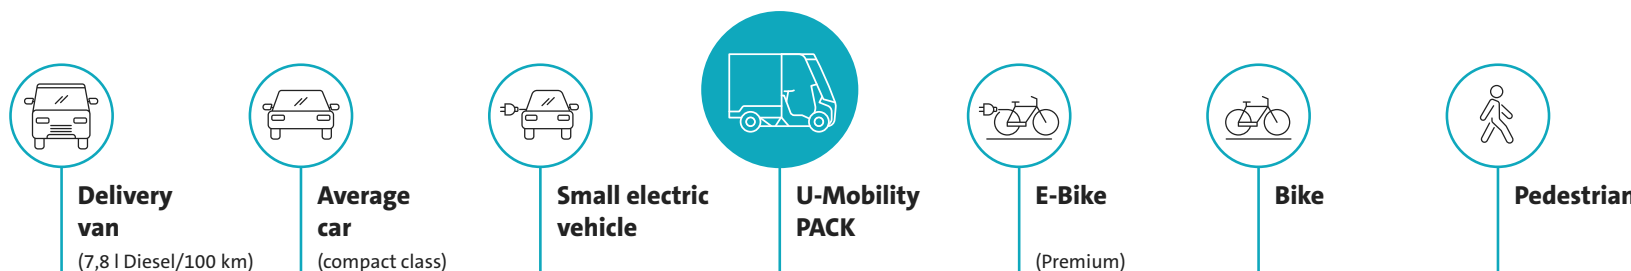 Delivery
van
(7,8 l Diesel/100 km)
Average
car
(compact class)
Small electric
vehicle
U-Mobility
PACK
E-Bike
(Premium)
Bike
Pedestrian